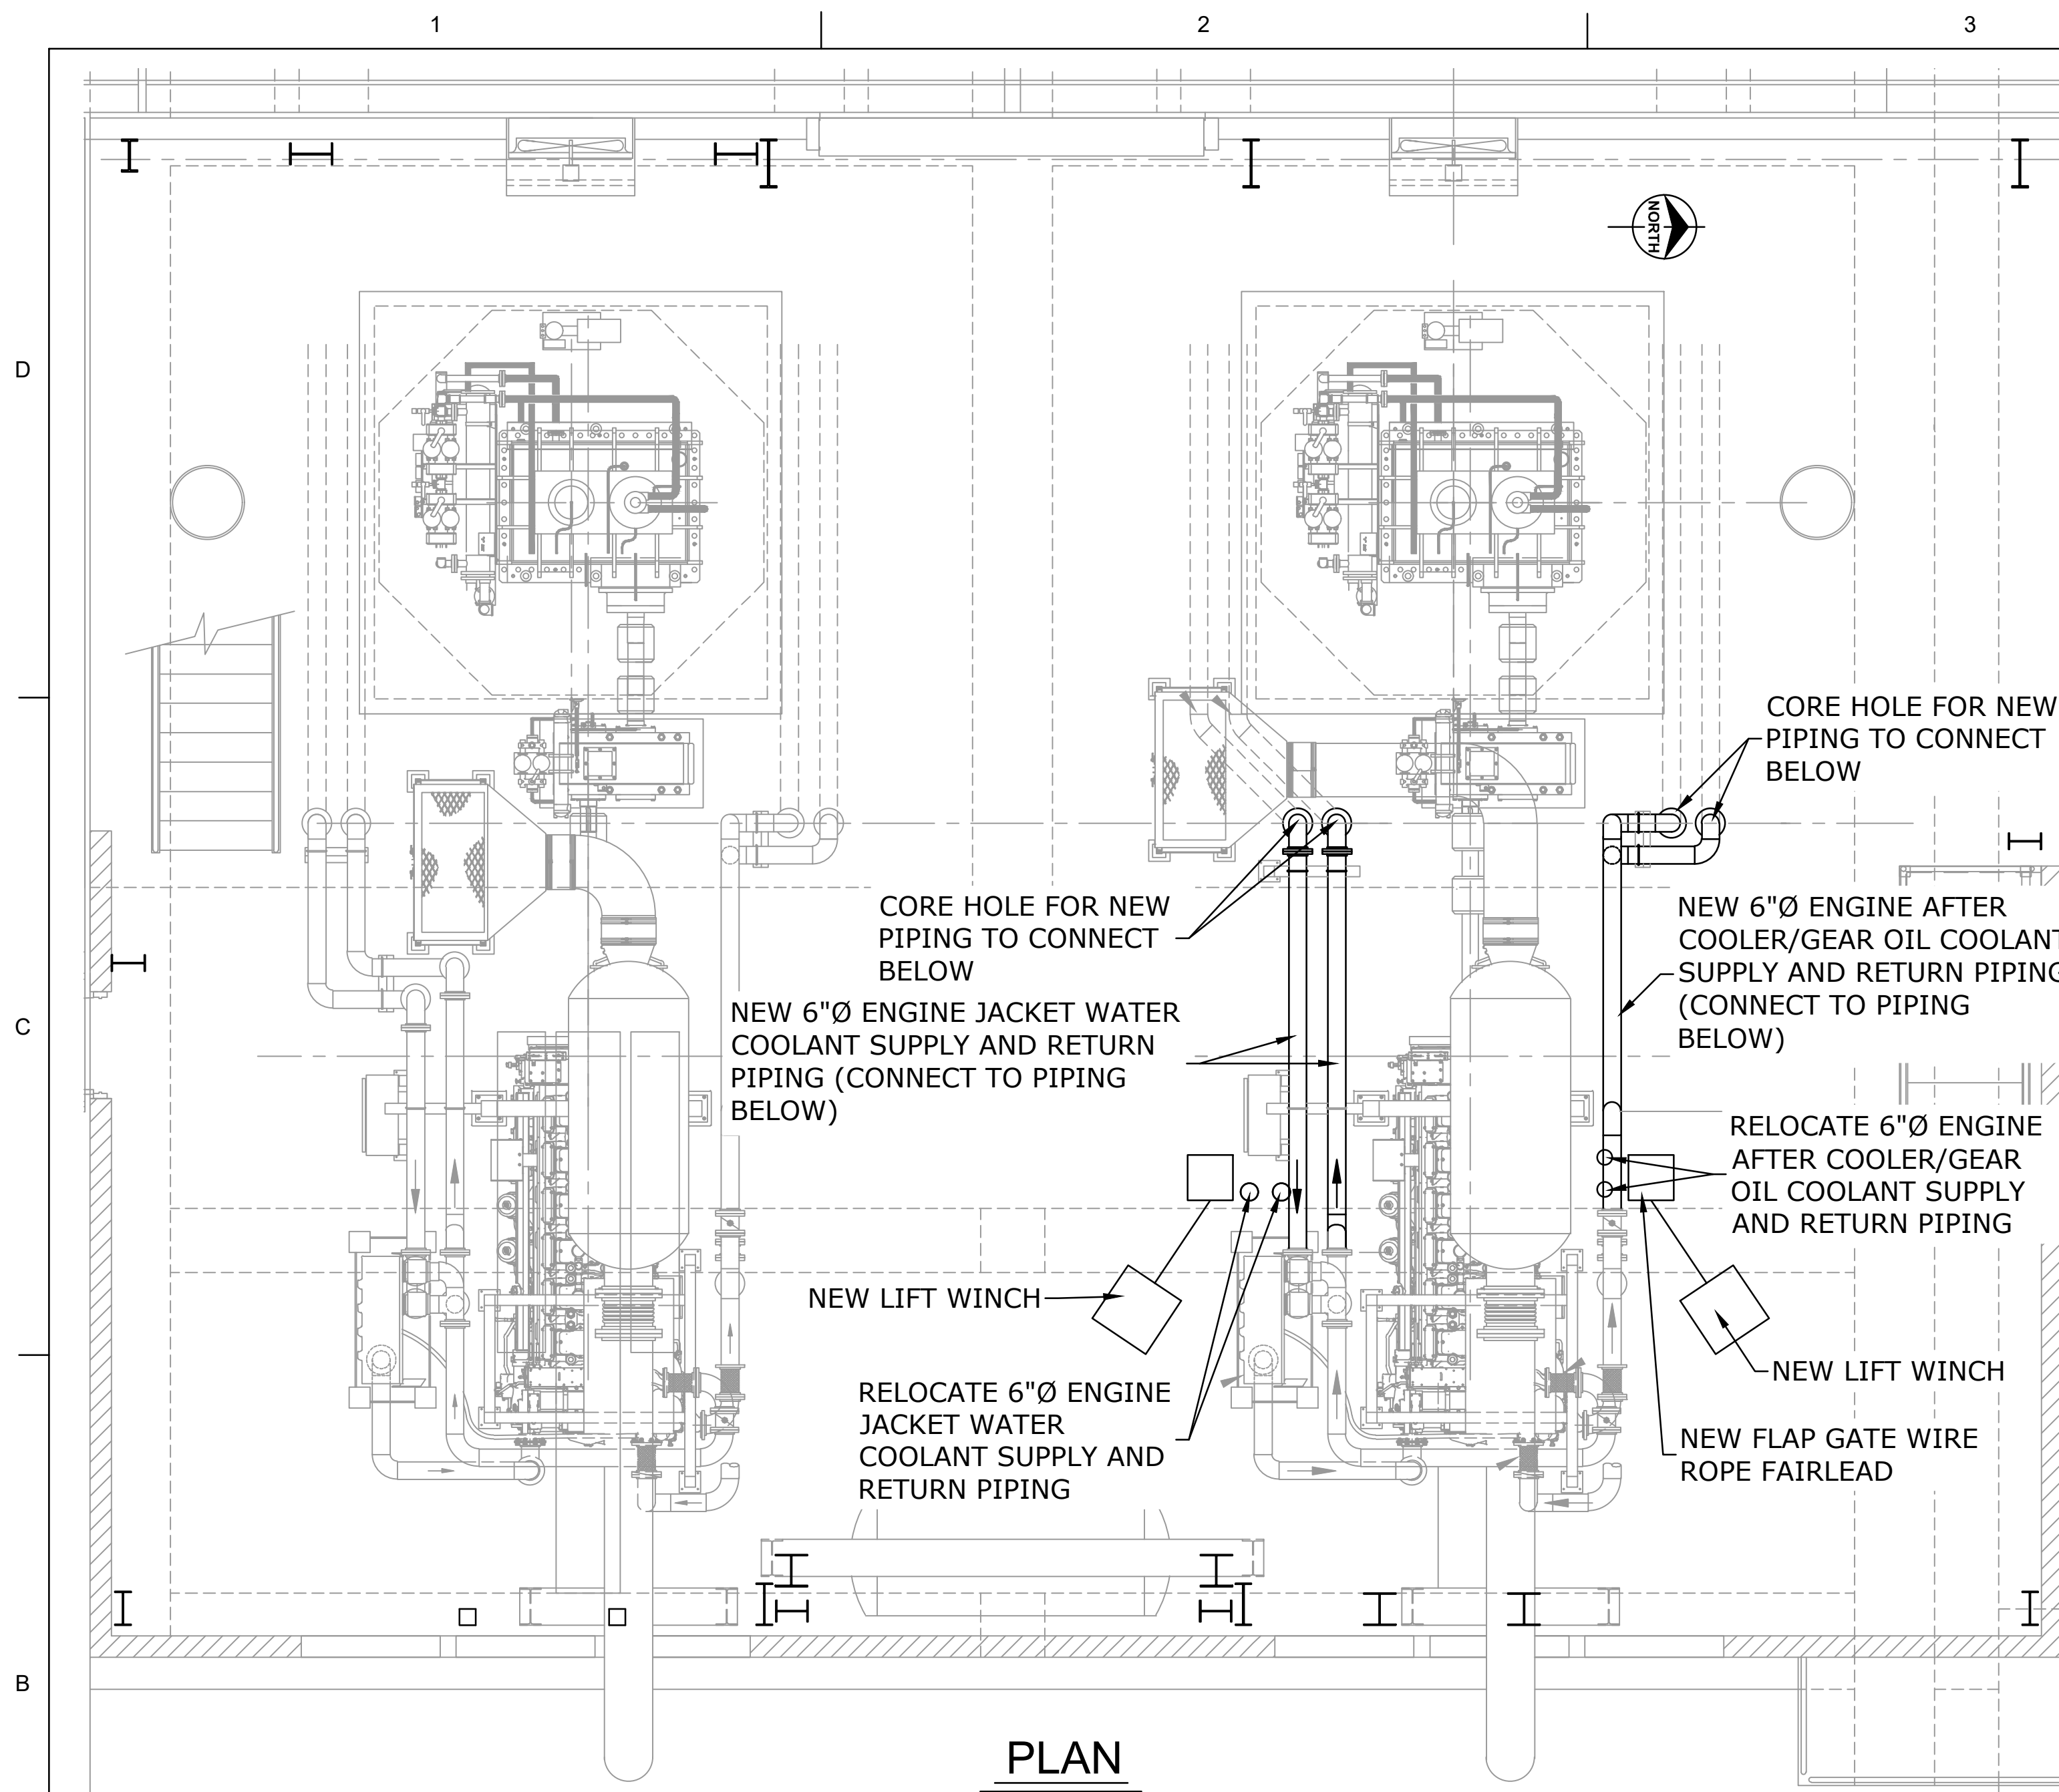 1
2
3
NORTH
D
CORE HOLE FOR NEW
PIPING TO CONNECT
BELOW
CORE HOLE FOR NEW
PIPING TO CONNECT
BELOW
NEW 6"Ø ENGINE AFTER
COOLER/GEAR OIL COOLANT
SUPPLY AND RETURN PIPING
(CONNECT TO PIPING
BELOW)
C
NEW 6"Ø ENGINE JACKET WATER
COOLANT SUPPLY AND RETURN
PIPING (CONNECT TO PIPING
BELOW)
RELOCATE 6"Ø ENGINE
AFTER COOLER/GEAR
OIL COOLANT SUPPLY
AND RETURN PIPING
NEW LIFT WINCH
NEW LIFT WINCH
RELOCATE 6"Ø ENGINE
JACKET WATER
COOLANT SUPPLY AND
RETURN PIPING
NEW FLAP GATE WIRE
ROPE FAIRLEAD
B
PLAN